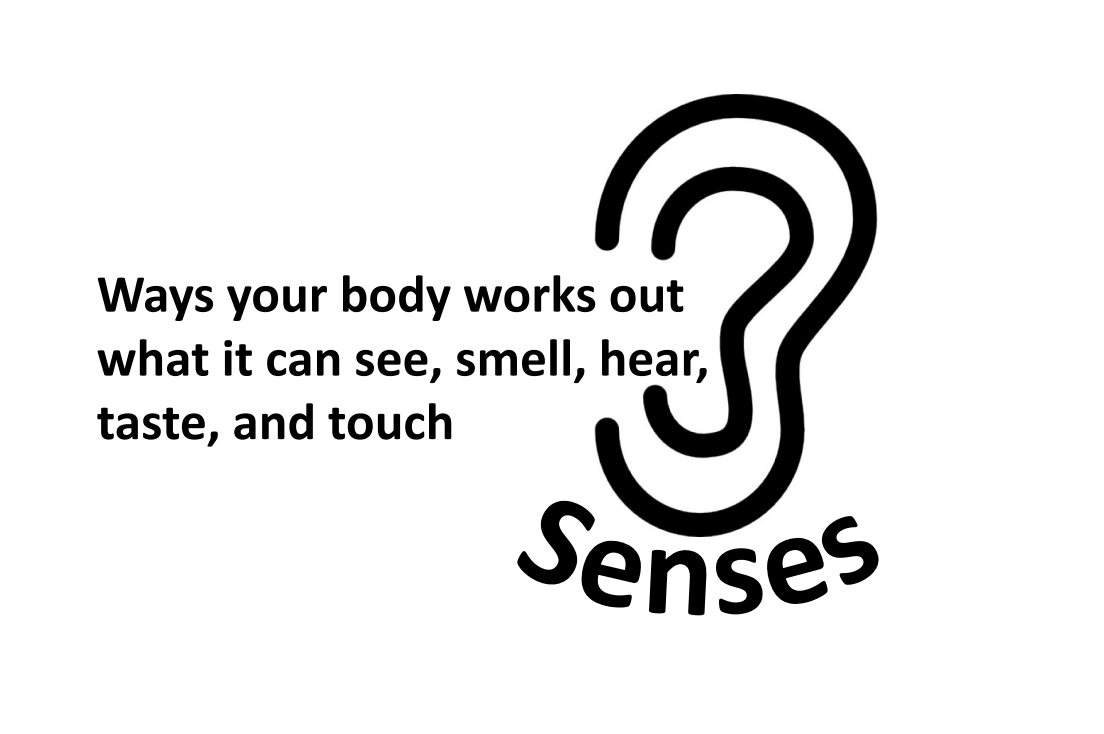 Ways your body works out
what it can see, smell, hear,
taste, and touch
Senses